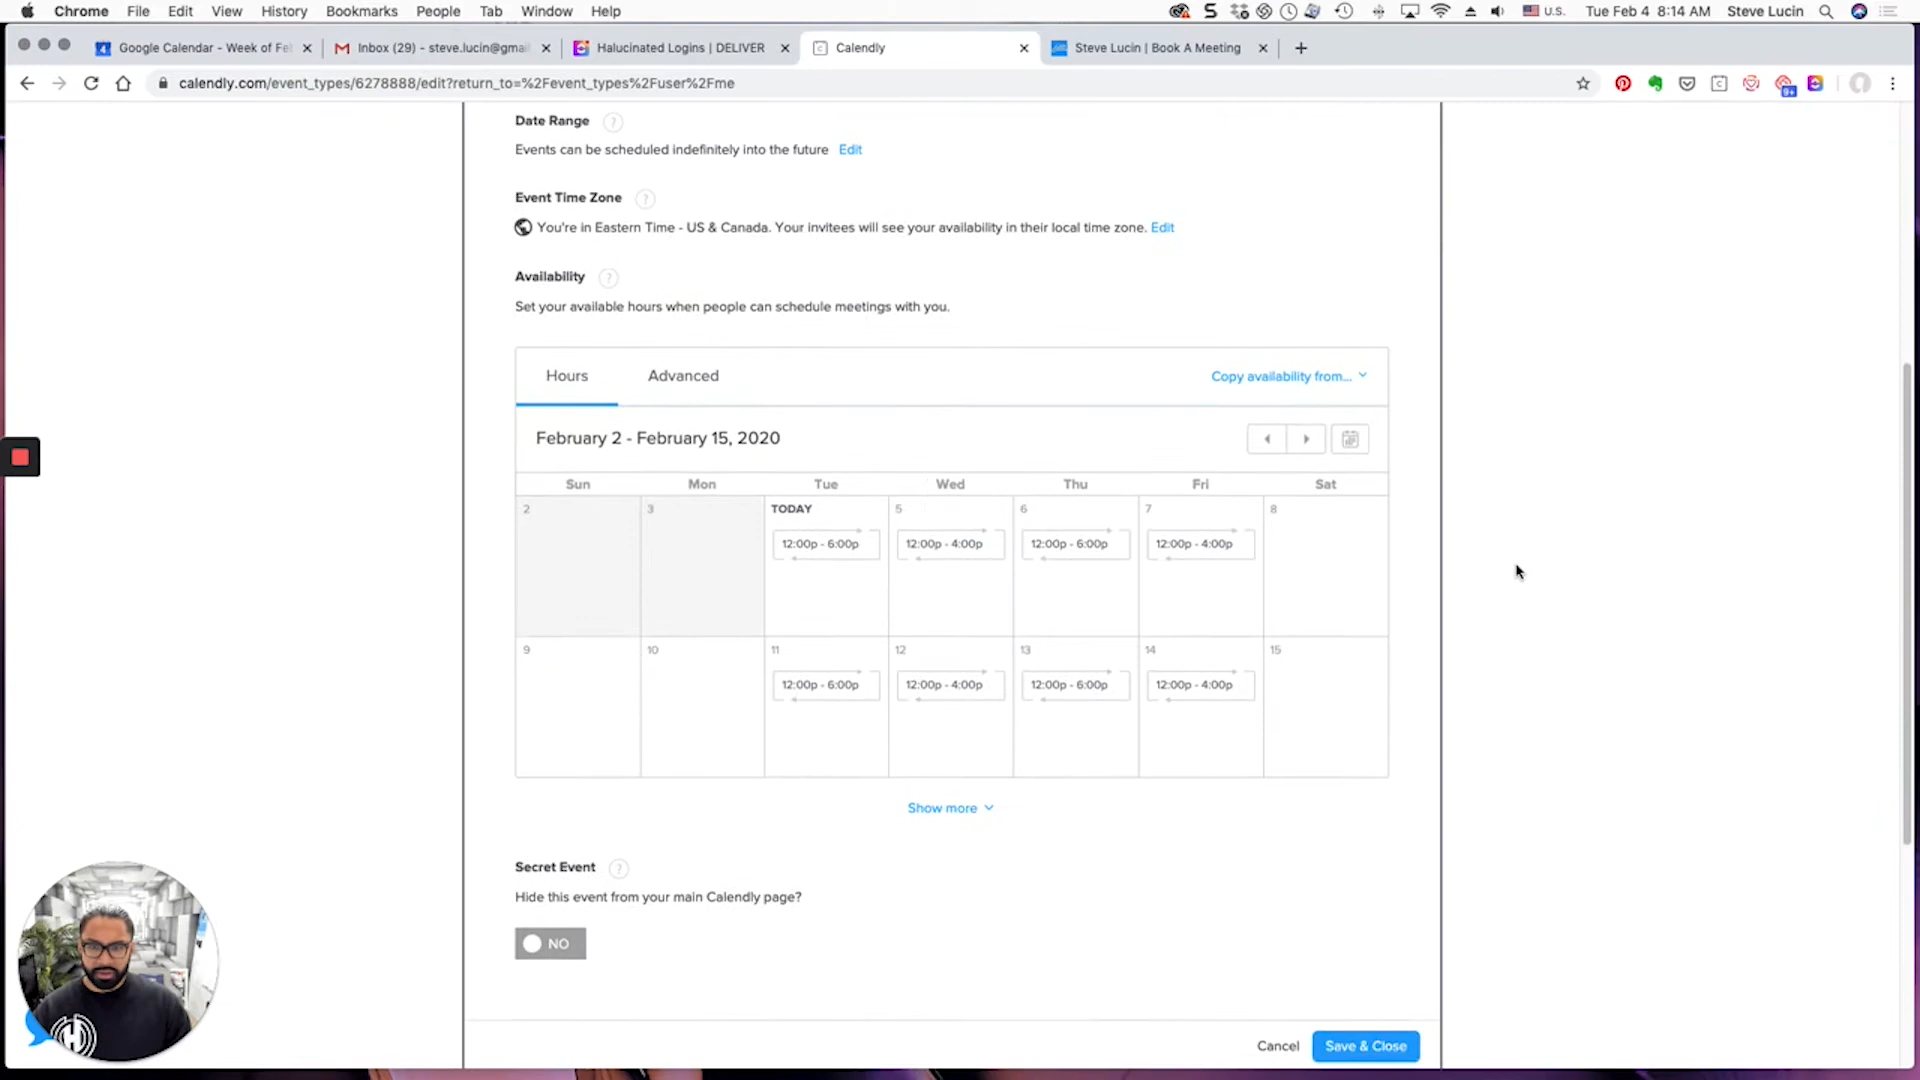 Chrome File Edit View History Bookmarks People Tab Window Help U.S. Tue Feb 4 8:14 AM Steve Lucin
Google Calendar - Week of Fe Inbox (29) - steve.lucin@gmai Halucinated Logins | DELIVER Calendly Steve Lucin | Book A Meeting
calendly.com/event_types/6278888/edit?return_to=%2Fevent_types%2Fuser%2Fme
Date Range ?
Events can be scheduled indefinitely into the future Edit
Event Time Zone ?
You're in Eastern Time - US & Canada. Your invitees will see your availability in their local time zone. Edit
Availability ?
Set your available hours when people can schedule meetings with you.
Hours Advanced Copy availability from...
February 2 - February 15, 2020
Sun Mon Tue Wed Thu Fri Sat
2 3 TODAY 5 6 7 8
12:00p - 6:00p 12:00p - 4:00p 12:00p - 6:00p 12:00p - 4:00p
9 10 11 12 13 14 15
12:00p - 6:00p 12:00p - 4:00p 12:00p - 6:00p 12:00p - 4:00p
Show more
Secret Event ?
Hide this event from your main Calendly page?
NO
Cancel Save & Close